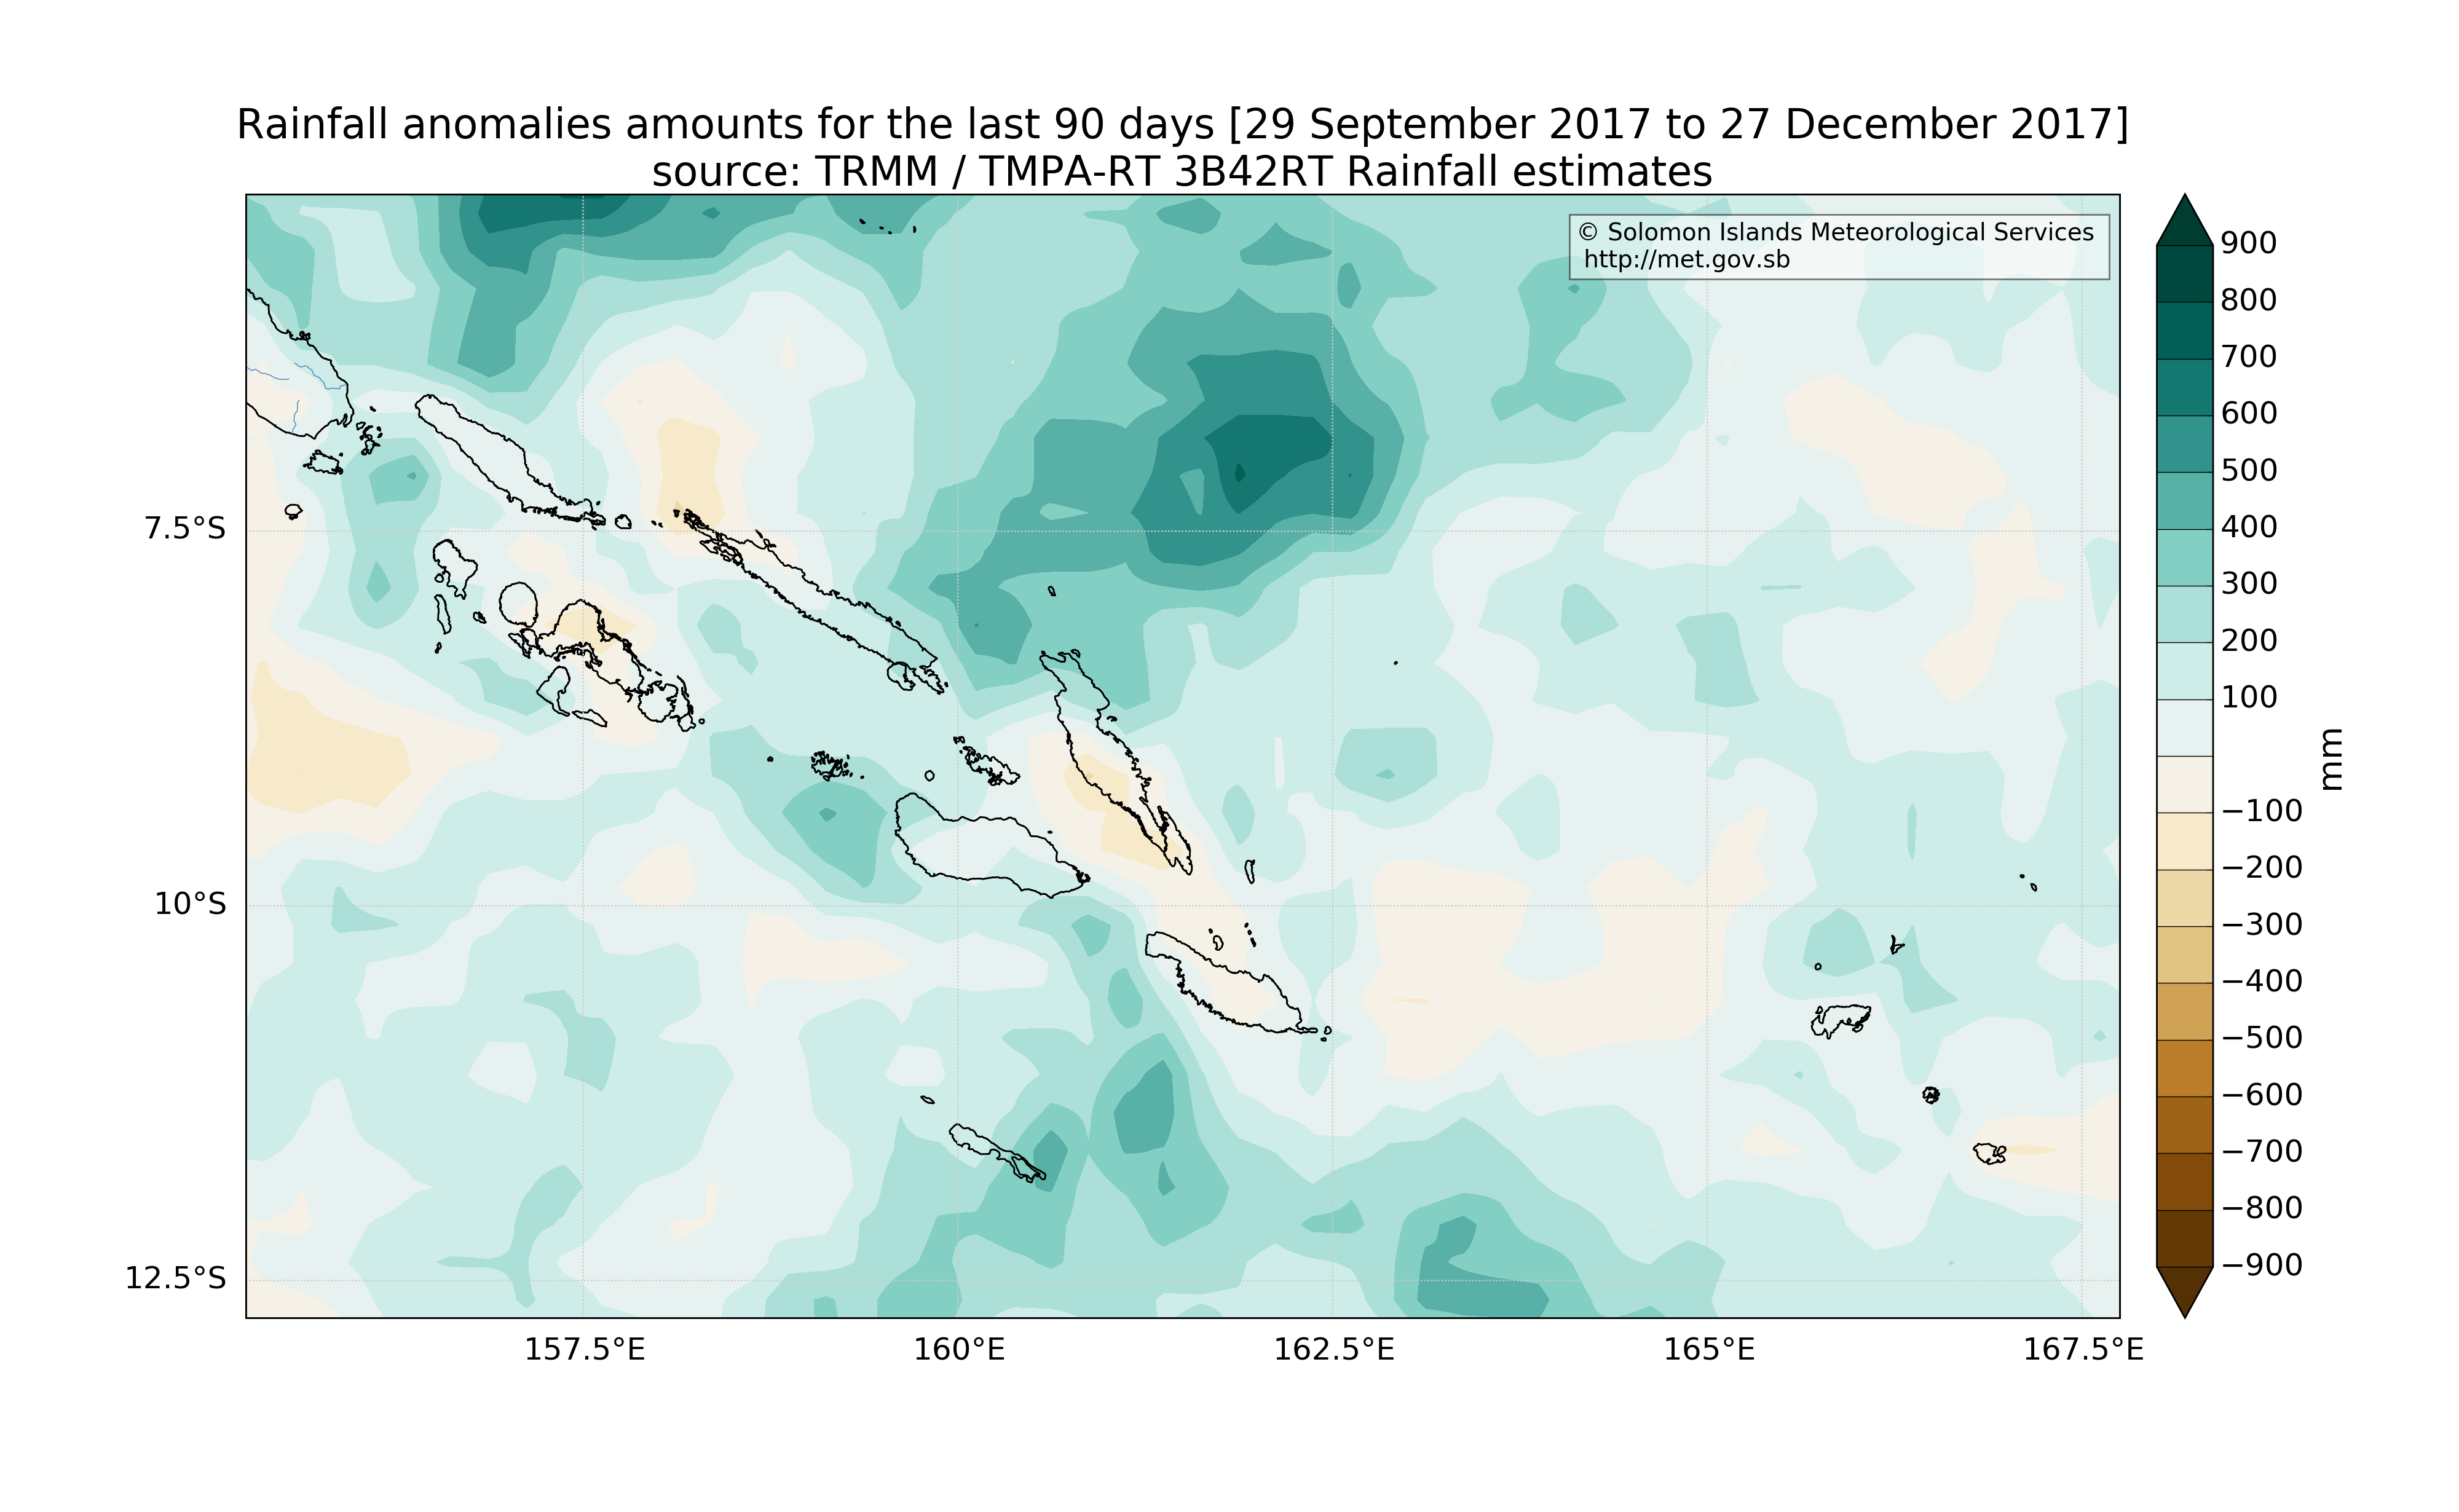 Rainfall anomalies amounts for the last 90 days [29 September 2017 to 27 December 2017]
source: TRMM / TMPA-RT 3B42RT Rainfall estimates
© Solomon Islands Meteorological Services
http://met.gov.sb
7.5°S
10°S
12.5°S
157.5°E
160°E
162.5°E
165°E
167.5°E
900
800
700
600
500
400
300
200
100
−100
−200
−300
−400
−500
−600
−700
−800
−900
mm